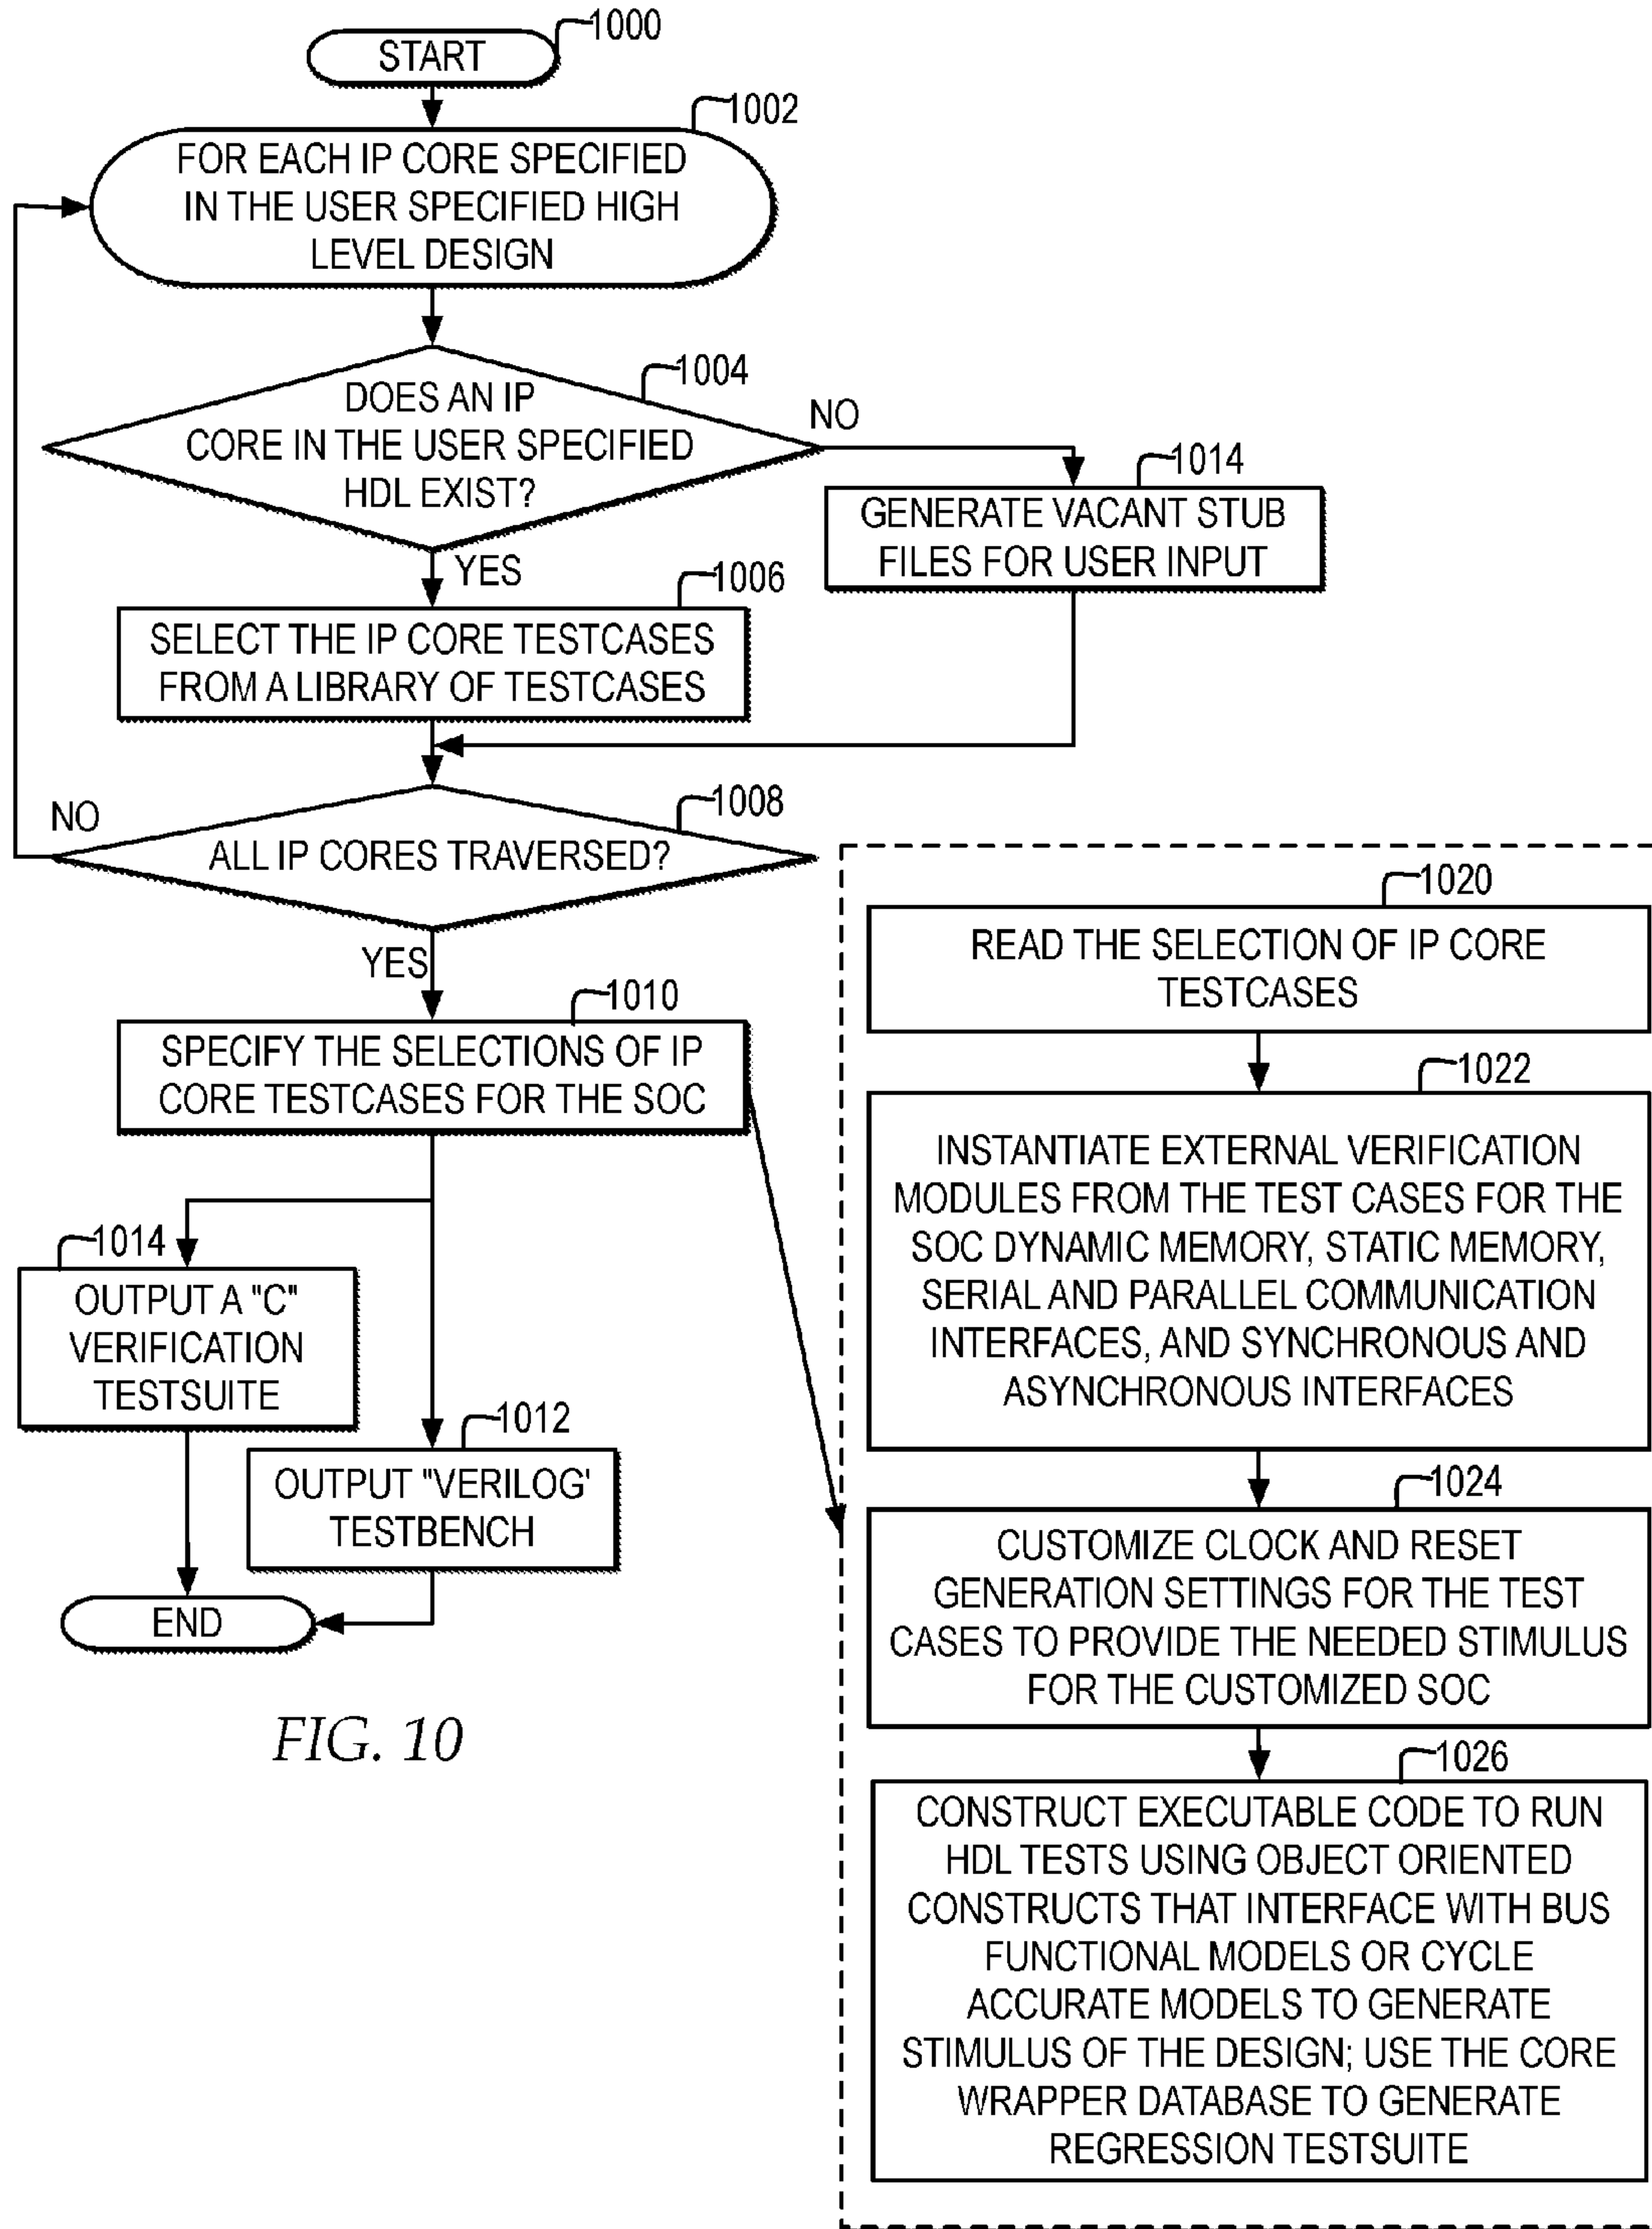 1000
START
1002
FOR EACH IP CORE SPECIFIED
IN THE USER SPECIFIED HIGH
LEVEL DESIGN
1004
DOES AN IP
CORE IN THE USER SPECIFIED
HDL EXIST?
NO
1014
GENERATE VACANT STUB
FILES FOR USER INPUT
YES
1006
SELECT THE IP CORE TESTCASES
FROM A LIBRARY OF TESTCASES
1008
NO
ALL IP CORES TRAVERSED?
YES
1010
SPECIFY THE SELECTIONS OF IP
CORE TESTCASES FOR THE SOC
1014
OUTPUT A "C"
VERIFICATION
TESTSUITE
1012
OUTPUT "VERILOG'
TESTBENCH
END
FIG. 10
1020
READ THE SELECTION OF IP CORE
TESTCASES
1022
INSTANTIATE EXTERNAL VERIFICATION
MODULES FROM THE TEST CASES FOR THE
SOC DYNAMIC MEMORY, STATIC MEMORY,
SERIAL AND PARALLEL COMMUNICATION
INTERFACES, AND SYNCHRONOUS AND
ASYNCHRONOUS INTERFACES
1024
CUSTOMIZE CLOCK AND RESET
GENERATION SETTINGS FOR THE TEST
CASES TO PROVIDE THE NEEDED STIMULUS
FOR THE CUSTOMIZED SOC
1026
CONSTRUCT EXECUTABLE CODE TO RUN
HDL TESTS USING OBJECT ORIENTED
CONSTRUCTS THAT INTERFACE WITH BUS
FUNCTIONAL MODELS OR CYCLE
ACCURATE MODELS TO GENERATE
STIMULUS OF THE DESIGN; USE THE CORE
WRAPPER DATABASE TO GENERATE
REGRESSION TESTSUITE